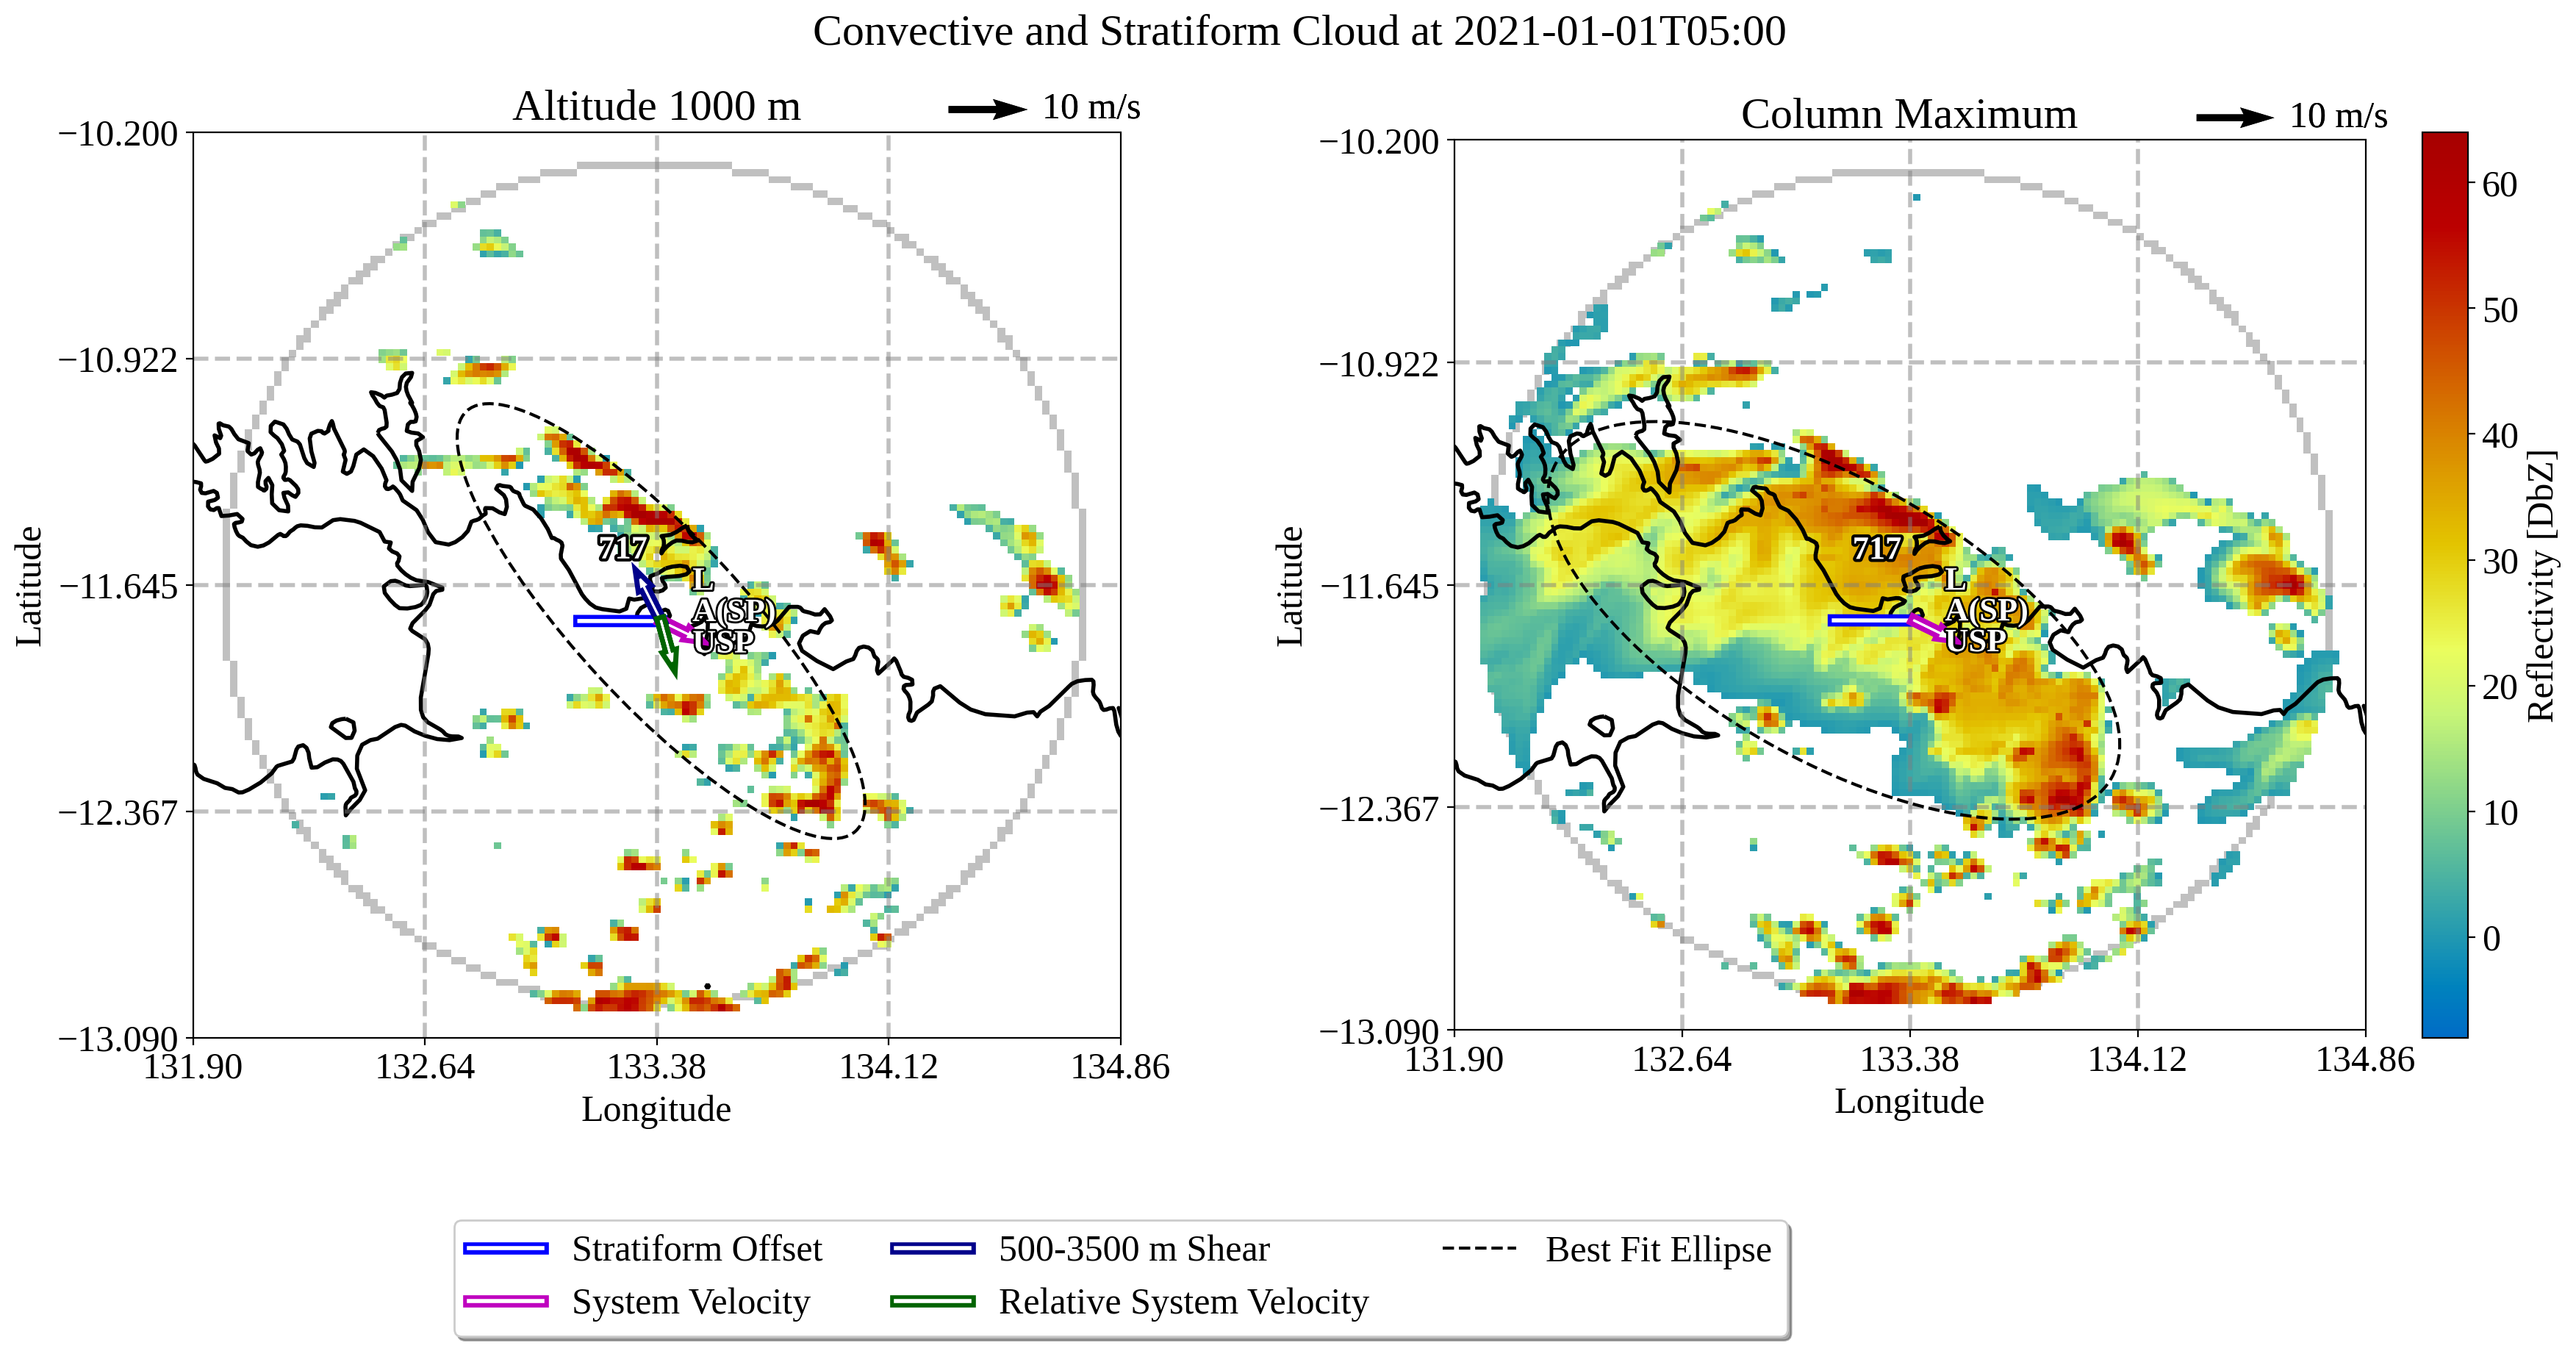 Convective and Stratiform Cloud at 2021-01-01T05:00
Altitude 1000 m
10 m/s
Latitude
−10.200
−10.922
−11.645
−12.367
−13.090
131.90
132.64
133.38
134.12
134.86
Longitude
717
L
A(SP)
USP
Column Maximum
10 m/s
Latitude
−10.200
−10.922
−11.645
−12.367
−13.090
131.90
132.64
133.38
134.12
134.86
Longitude
717
L
A(SP)
USP
60
50
40
30
20
10
0
Reflectivity [DbZ]
Stratiform Offset
System Velocity
500-3500 m Shear
Relative System Velocity
Best Fit Ellipse